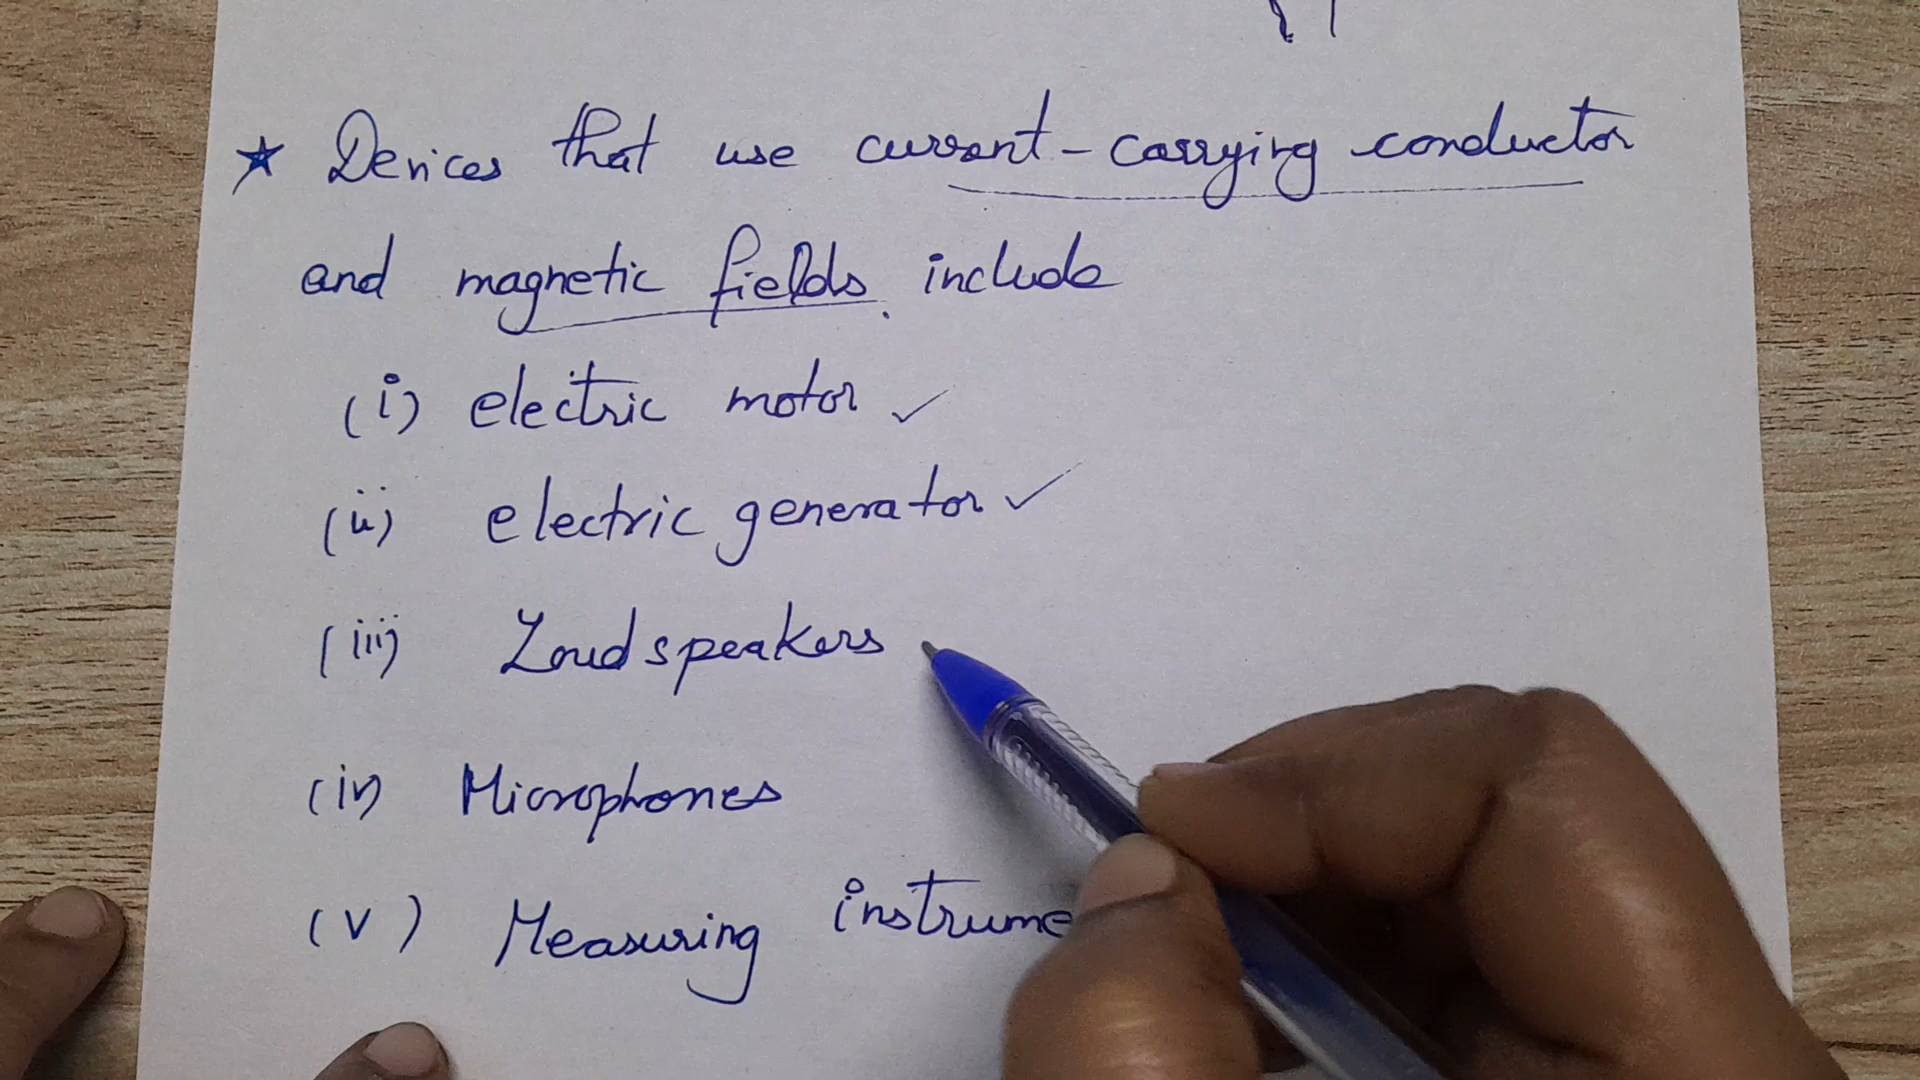 ★ Devices that use current-carrying conductor
and magnetic fields include
(i) electric motor ✓
(ii) electric generator ✓
(iii) Loudspeakers
(iv) Microphones
(v) Measuring instrume